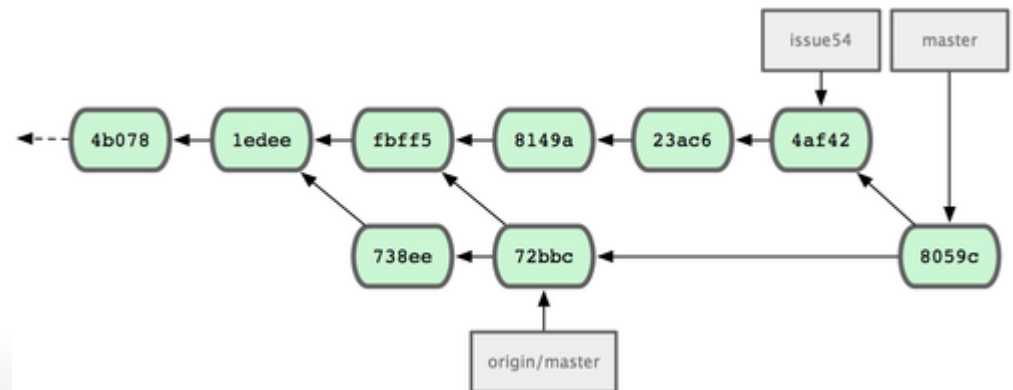 issue54
master
4b078
1edee
fbff5
8149a
23ac6
4af42
738ee
72bbc
8059c
origin/master